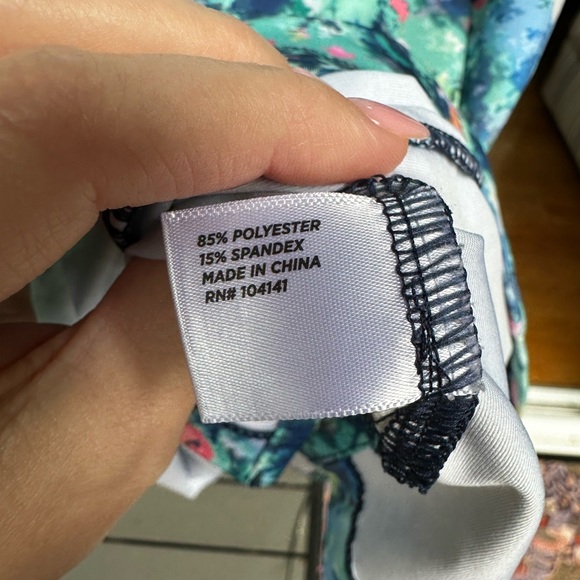 85% POLYESTER
15% SPANDEX
MADE IN CHINA
RN# 104141